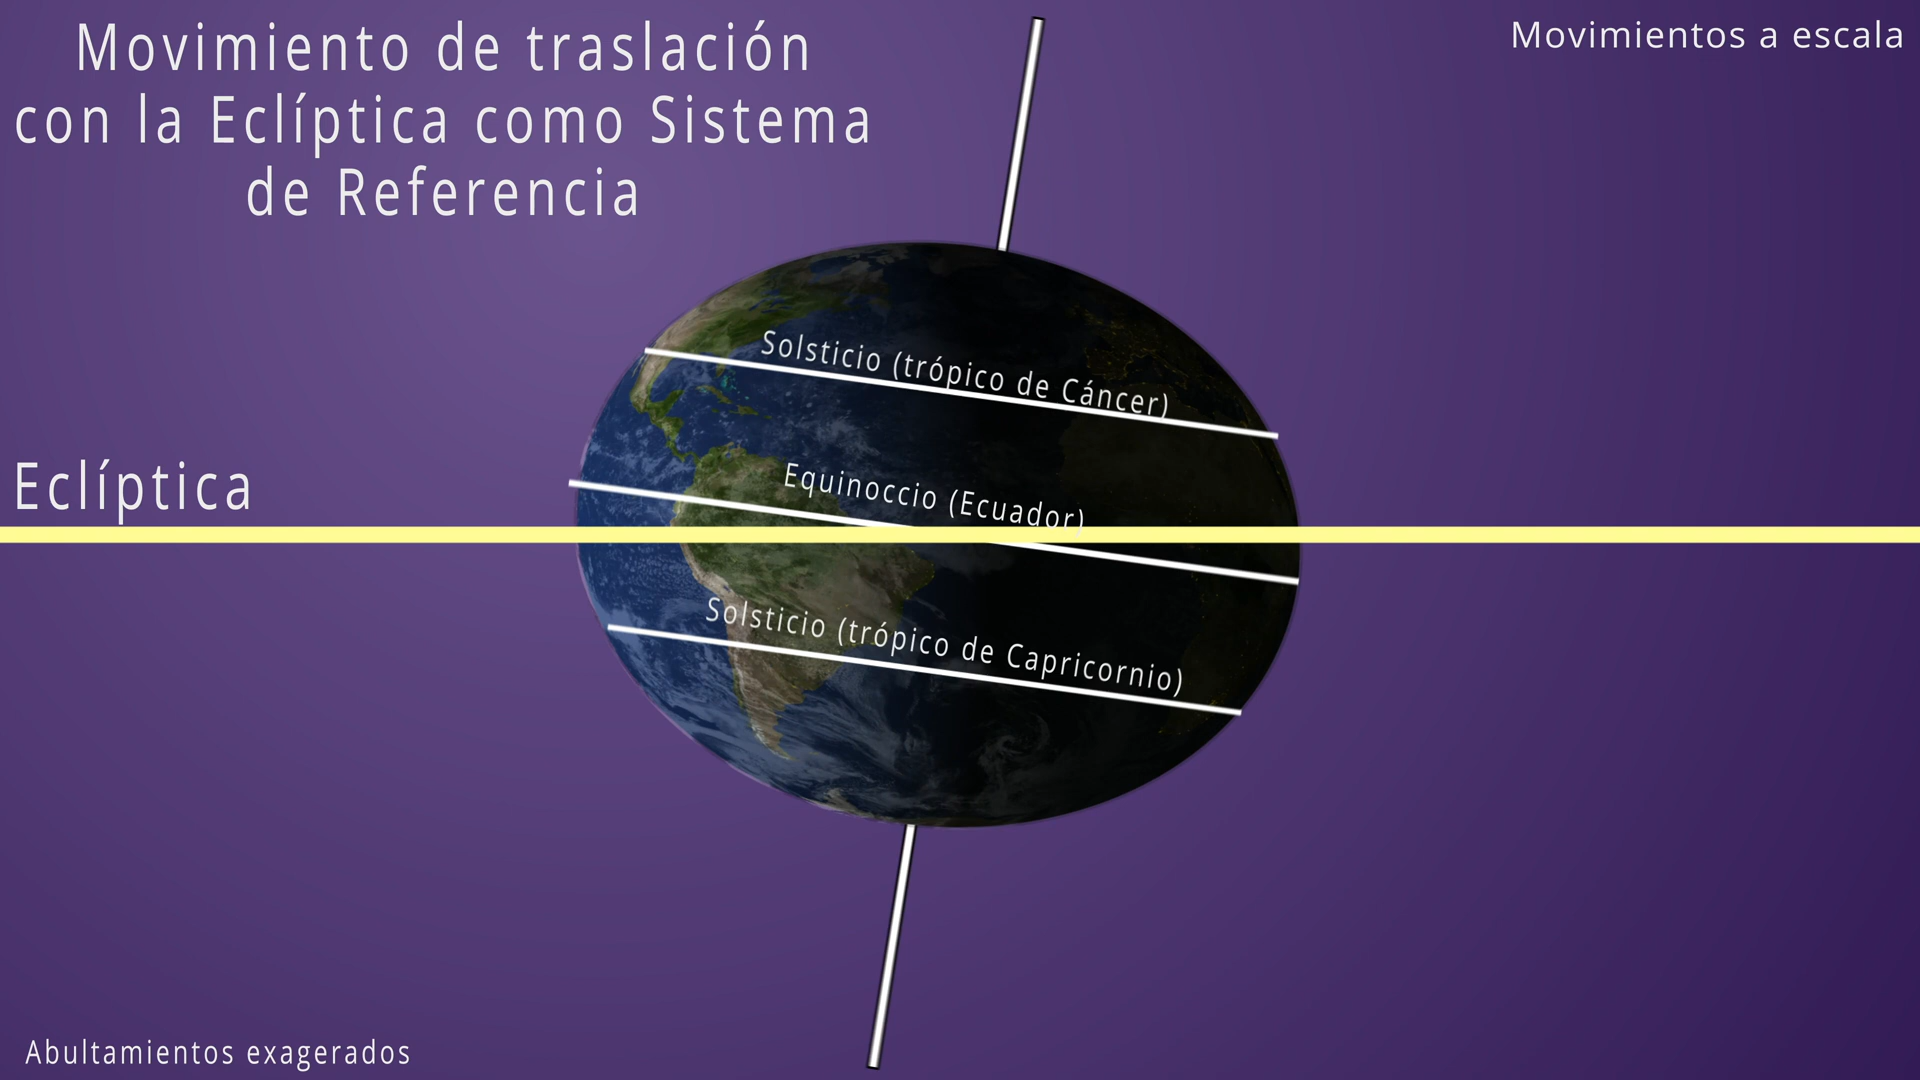 Movimiento de traslación
con la Eclíptica como Sistema
de Referencia
Movimientos a escala
Solsticio (trópico de Cáncer)
Eclíptica
Equinoccio (Ecuador)
Solsticio (trópico de Capricornio)
Abultamientos exagerados